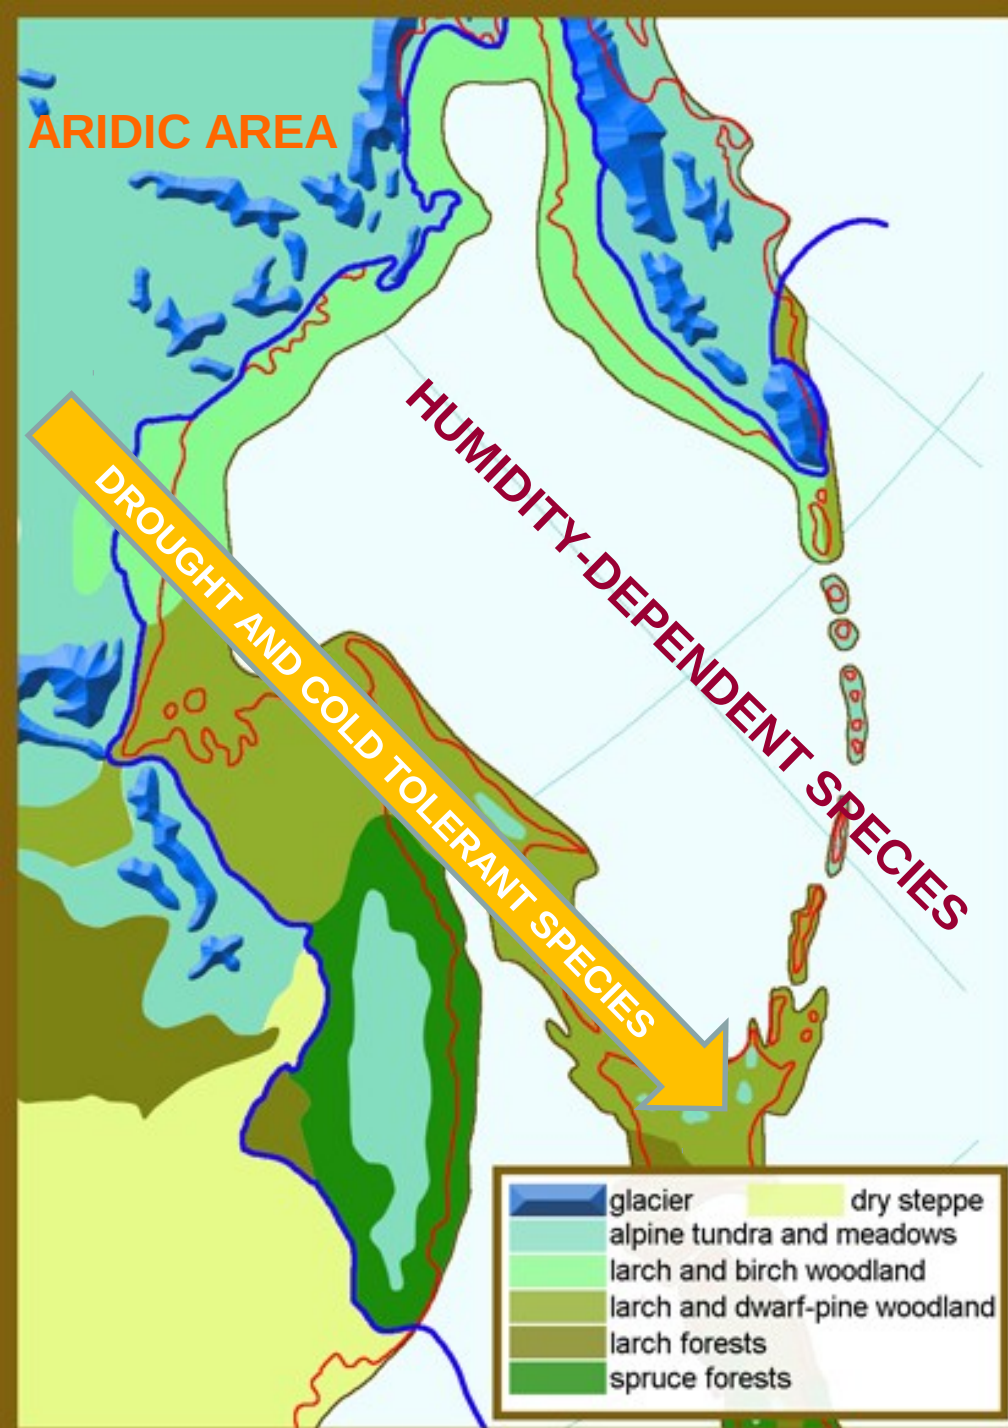 ARIDIC AREA
HUMIDITY-DEPENDENT SPECIES
DROUGHT AND COLD TOLERANT SPECIES
glacier
dry steppe
alpine tundra and meadows
larch and birch woodland
larch and dwarf-pine woodland
larch forests
spruce forests